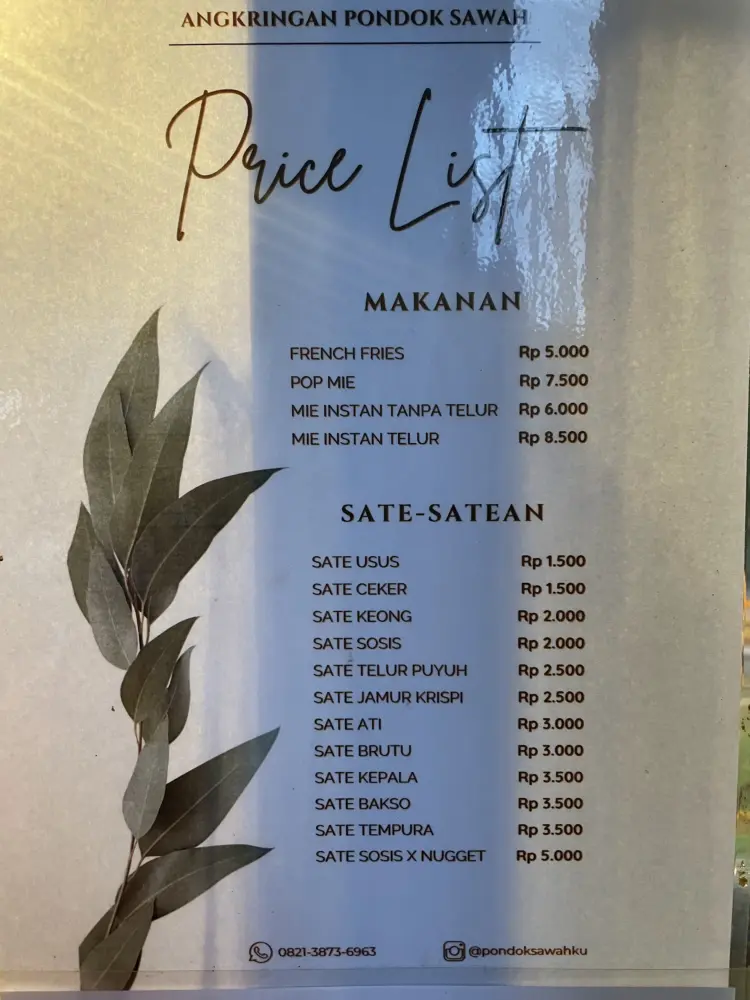 ANGKRINGAN PONDOK SAWAH
Price List
MAKANAN
FRENCH FRIES Rp 5.000
POP MIE Rp 7.500
MIE INSTAN TANPA TELUR Rp 6.000
MIE INSTAN TELUR Rp 8.500
SATE-SATEAN
SATE USUS Rp 1.500
SATE CEKER Rp 1.500
SATE KEONG Rp 2.000
SATE SOSIS Rp 2.000
SATE TELUR PUYUH Rp 2.500
SATE JAMUR KRISPI Rp 2.500
SATE ATI Rp 3.000
SATE BRUTU Rp 3.000
SATE KEPALA Rp 3.500
SATE BAKSO Rp 3.500
SATE TEMPURA Rp 3.500
SATE SOSIS X NUGGET Rp 5.000
0821-3873-6963 @pondoksawahku